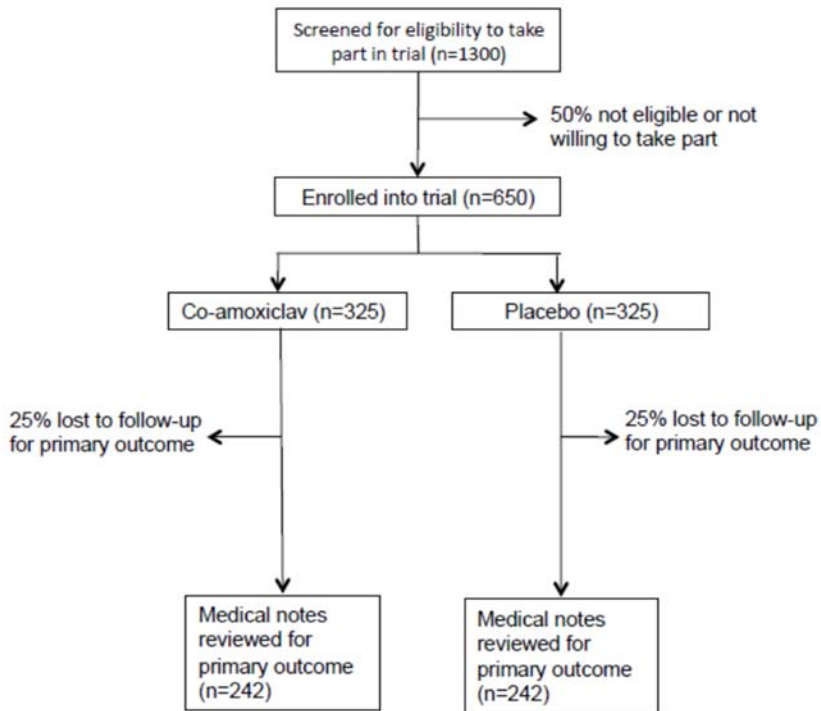 Screened for eligibility to take
part in trial (n=1300)
50% not eligible or not
willing to take part
Enrolled into trial (n=650)
Co-amoxiclav (n=325)
Placebo (n=325)
25% lost to follow-up
for primary outcome
25% lost to follow-up
for primary outcome
Medical notes
reviewed for
primary outcome
(n=242)
Medical notes
reviewed for
primary outcome
(n=242)